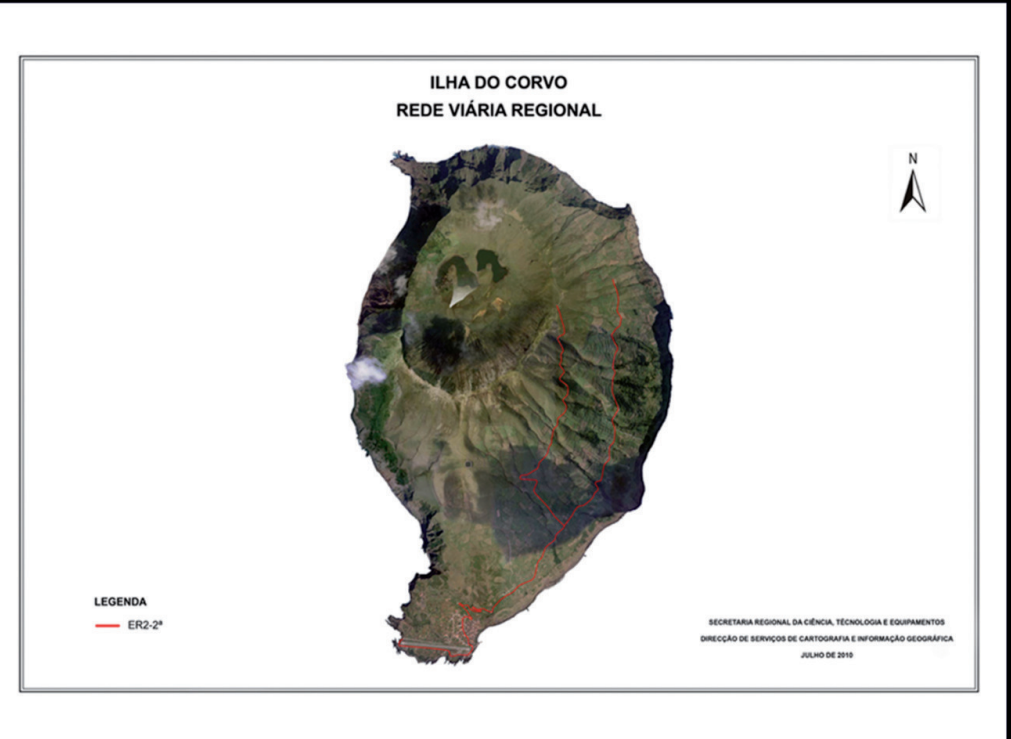 ILHA DO CORVO
REDE VIÁRIA REGIONAL
N
LEGENDA
ER2-2ª
SECRETARIA REGIONAL DA CIÊNCIA, TÉCNOLOGIA E EQUIPAMENTOS
DIRECÇÃO DE SERVIÇOS DE CARTOGRAFIA E INFORMAÇÃO GEOGRÁFICA
JULHO DE 2010